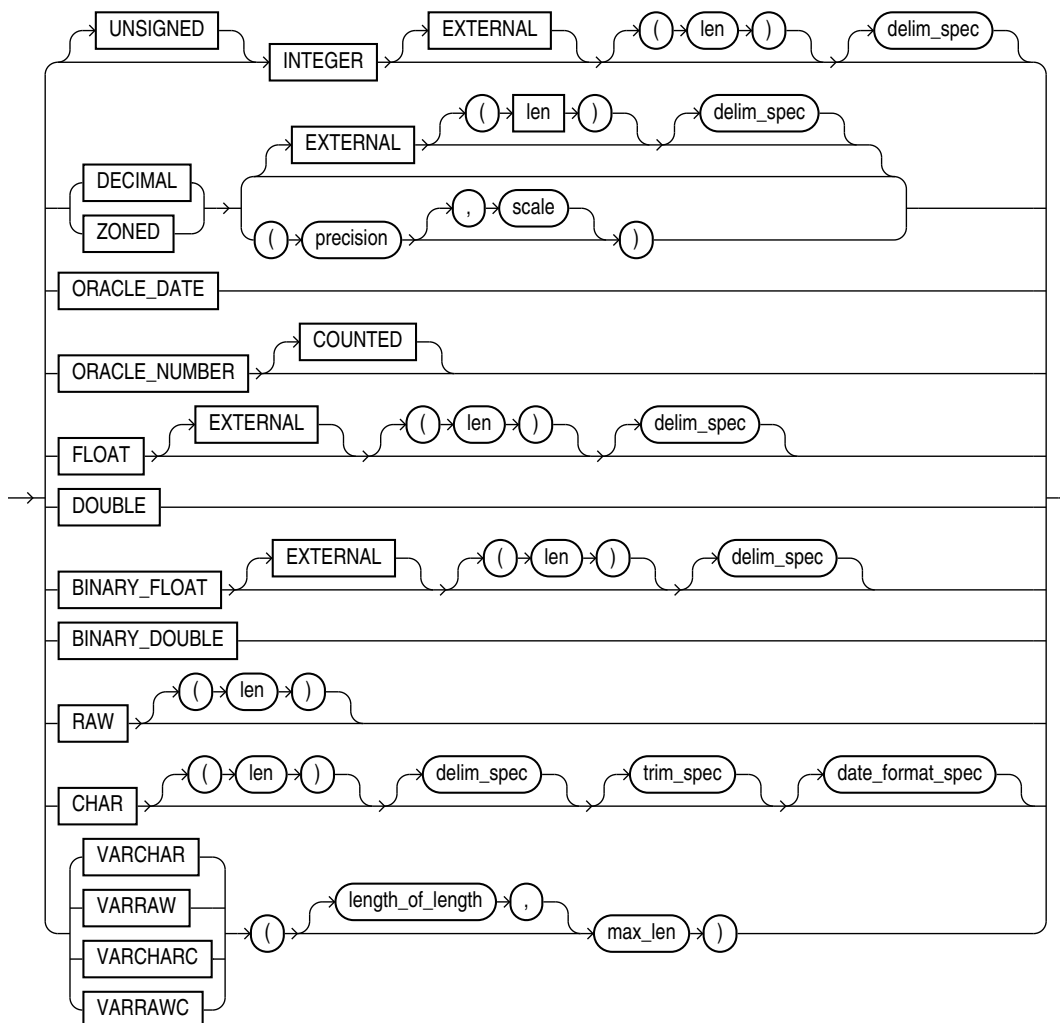 UNSIGNED INTEGER EXTERNAL ( len ) delim_spec
EXTERNAL ( len ) delim_spec
DECIMAL
ZONED
( precision , scale )
ORACLE_DATE
ORACLE_NUMBER COUNTED
FLOAT EXTERNAL ( len ) delim_spec
DOUBLE
BINARY_FLOAT EXTERNAL ( len ) delim_spec
BINARY_DOUBLE
RAW ( len )
CHAR ( len ) delim_spec trim_spec date_format_spec
VARCHAR
VARRAW
VARCHARC
VARRAWC
( length_of_length , max_len )